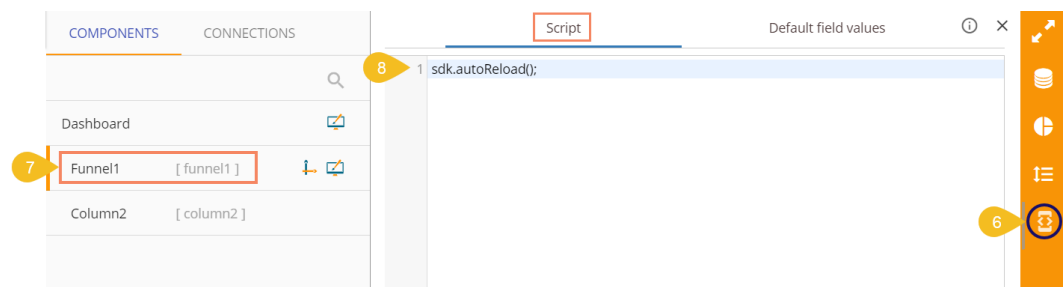 COMPONENTS CONNECTIONS
Script Default field values
8 1 sdk.autoReload();
Dashboard
7 Funnel1 [ funnel1 ]
Column2 [ column2 ]
6